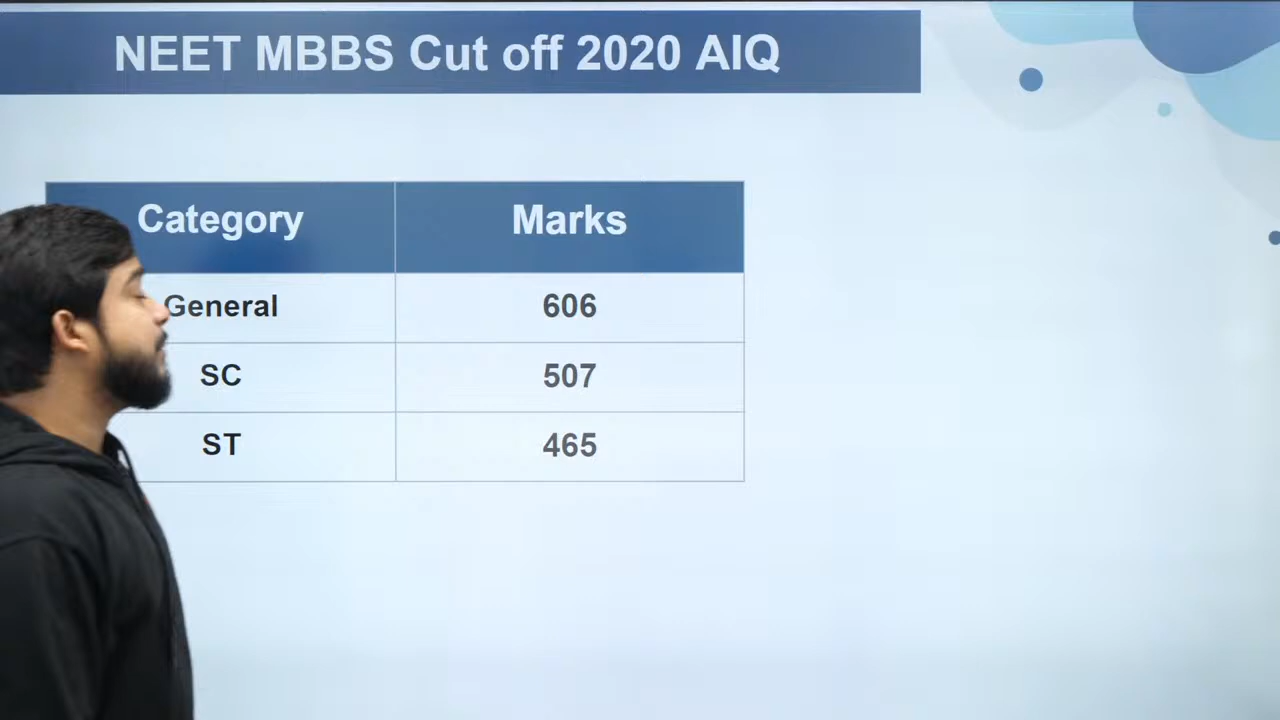 NEET MBBS Cut off 2020 AIQ
Category Marks
General 606
SC 507
ST 465